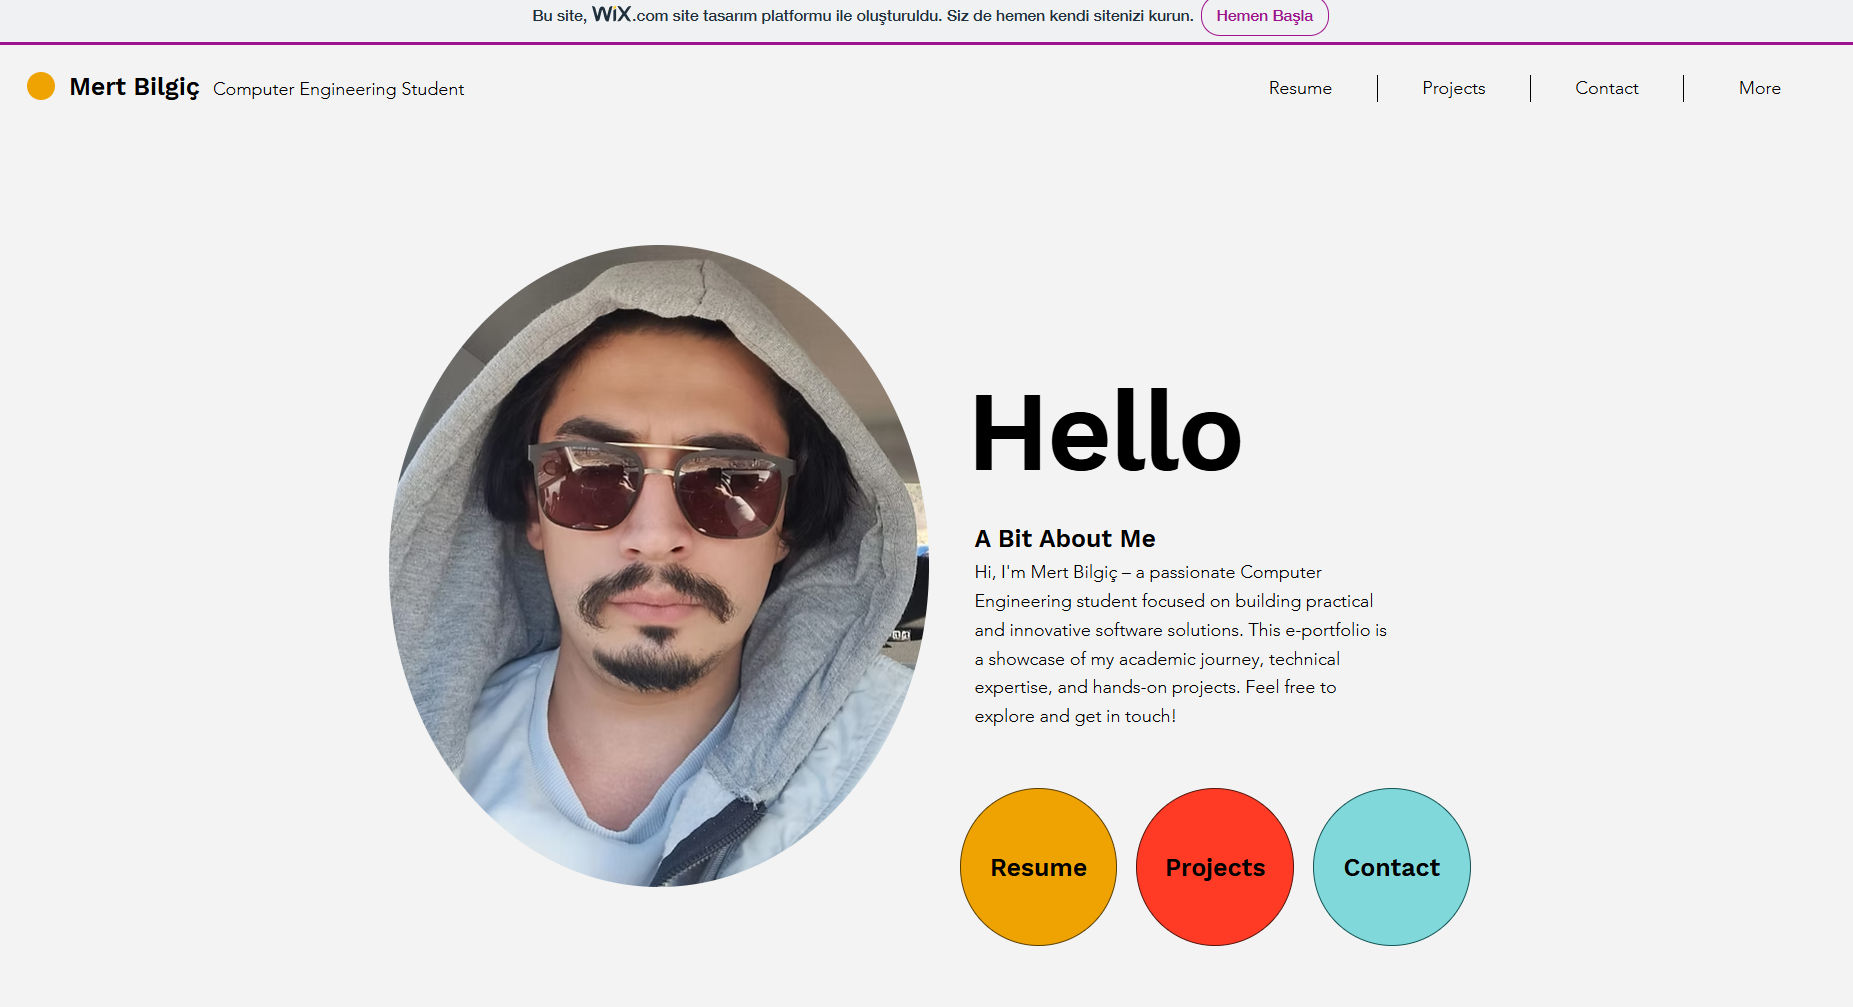 Bu site, WiX.com site tasarım platformu ile oluşturuldu. Siz de hemen kendi sitenizi kurun. Hemen Başla
Mert Bilgiç Computer Engineering Student
Resume Projects Contact More
Hello
A Bit About Me
Hi, I'm Mert Bilgiç – a passionate Computer
Engineering student focused on building practical
and innovative software solutions. This e-portfolio is
a showcase of my academic journey, technical
expertise, and hands-on projects. Feel free to
explore and get in touch!
Resume Projects Contact